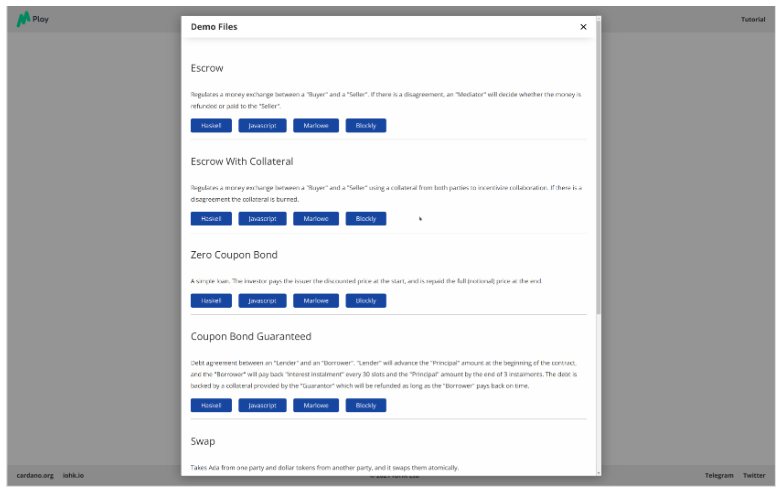 Play
Tutorial
Demo Files
Escrow
Regulates a money exchange between a "Buyer" and a "Seller". If there is a disagreement, an "Mediator" will decide whether the money is
refunded or paid to the "Seller".
Haskell Javascript Marlowe Blockly
Escrow With Collateral
Regulates a money exchange between a "Buyer" and a "Seller" using a collateral from both parties to incentivize collaboration. If there is a
disagreement the collateral is burned.
Haskell Javascript Marlowe Blockly
Zero Coupon Bond
A simple loan. The investor pays the issuer the discounted price at the start, and is repaid the full (notional) price at the end.
Haskell Javascript Marlowe Blockly
Coupon Bond Guaranteed
Debt agreement between an "Lender" and an "Borrower". "Lender" will advance the "Principal" amount at the beginning of the contract,
and the "Borrower" will pay back "Interest instalment" every 30 slots and the "Principal" amount by the end of 3 instalments. The debt is
backed by a collateral provided by the "Guarantor" which will be refunded as long as the "Borrower" pays back on time.
Haskell Javascript Marlowe Blockly
Swap
Takes Ada from one party and dollar tokens from another party, and it swaps them atomically.
cardano.org iohk.io
Telegram Twitter